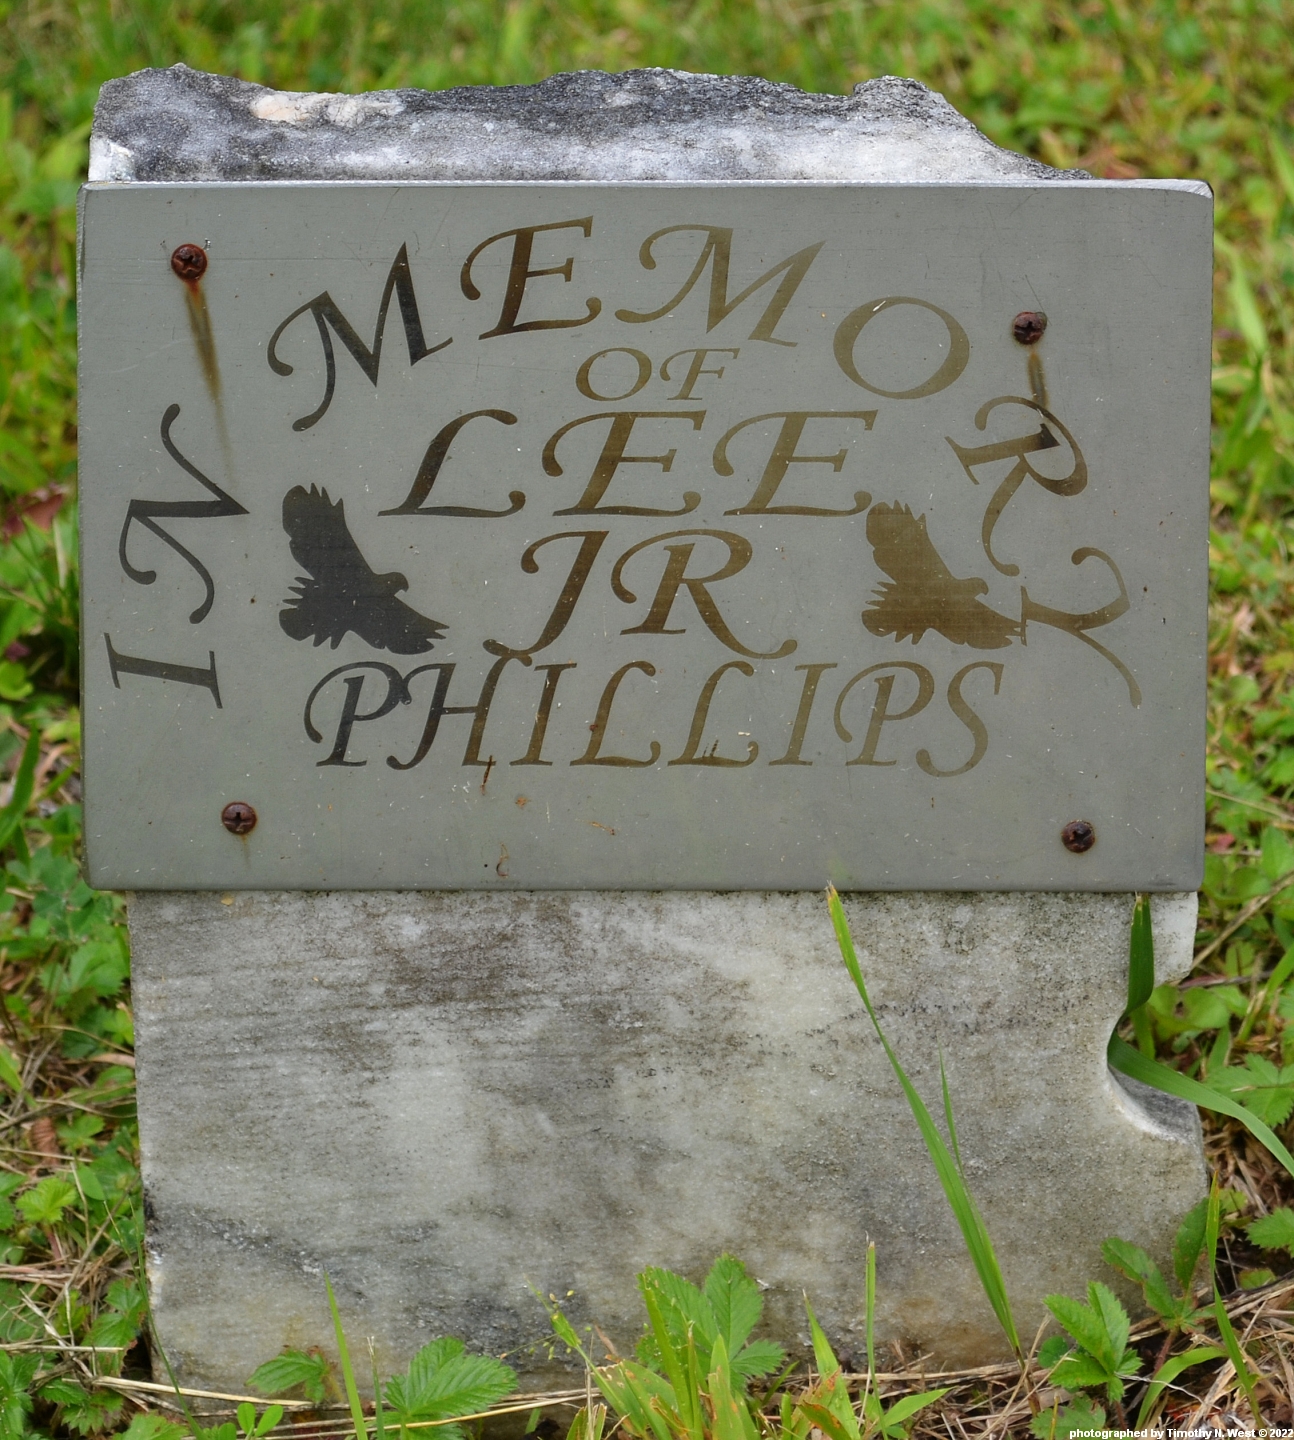 IN MEMORY
OF
LEE
JR
PHILLIPS
photographed by Timothy N. West © 2022